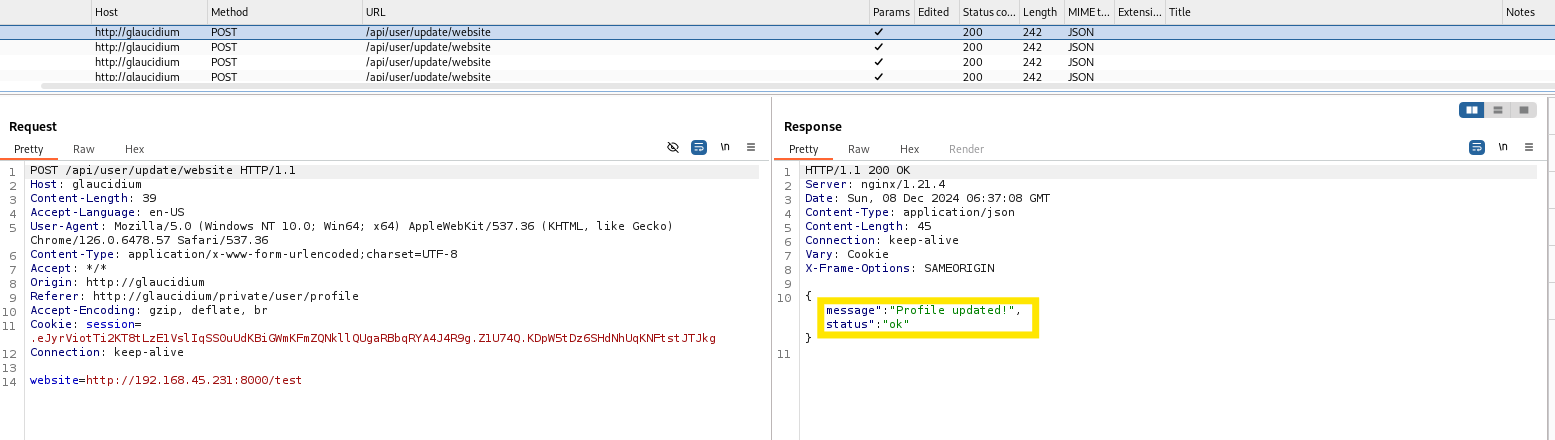 Host Method URL Params Edited Status co... Length MIME t... Extensi... Title Notes
http://glaucidium POST /api/user/update/website ✓ 200 242 JSON
http://glaucidium POST /api/user/update/website ✓ 200 242 JSON
http://glaucidium POST /api/user/update/website ✓ 200 242 JSON
http://glaucidium POST /api/user/update/website ✓ 200 242 JSON
Request
Pretty Raw Hex \n
1 POST /api/user/update/website HTTP/1.1
2 Host: glaucidium
3 Content-Length: 39
4 Accept-Language: en-US
5 User-Agent: Mozilla/5.0 (Windows NT 10.0; Win64; x64) AppleWebKit/537.36 (KHTML, like Gecko)
Chrome/126.0.6478.57 Safari/537.36
6 Content-Type: application/x-www-form-urlencoded;charset=UTF-8
7 Accept: */*
8 Origin: http://glaucidium
9 Referer: http://glaucidium/private/user/profile
10 Accept-Encoding: gzip, deflate, br
11 Cookie: session=
.eJyrViotTi2KT8tLzE1VslIqSSOuUdKBiGWmKFmZQNkllQUgaRBbqRYA4J4R9g.Z1U74Q.KDpW5tDz6SHdNhUqKNFtstJTJkg
12 Connection: keep-alive
13
14 website=http://192.168.45.231:8000/test
Response
Pretty Raw Hex Render \n
1 HTTP/1.1 200 OK
2 Server: nginx/1.21.4
3 Date: Sun, 08 Dec 2024 06:37:08 GMT
4 Content-Type: application/json
5 Content-Length: 45
6 Connection: keep-alive
7 Vary: Cookie
8 X-Frame-Options: SAMEORIGIN
9
10 {
message":"Profile updated!",
status":"ok"
}
11